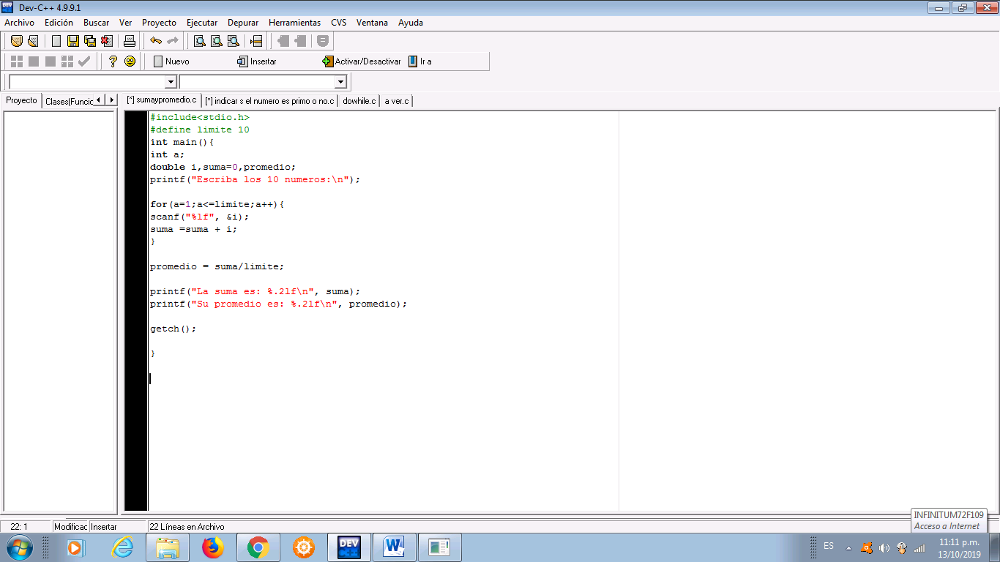 Dev-C++ 4.9.9.1
Archivo Edición Buscar Ver Proyecto Ejecutar Depurar Herramientas CVS Ventana Ayuda
Nuevo Insertar Activar/Desactivar Ir a
Proyecto Clases(Funcio
[*] sumaypromedio.c [*] indicar s el numero es primo o no.c dowhile.c a ver.c
#include<stdio.h>
#define limite 10
int main(){
int a;
double i,suma=0,promedio;
printf("Escriba los 10 numeros:\n");
for(a=1;a<=limite;a++){
scanf("%lf", &i);
suma =suma + i;
}
promedio = suma/limite;
printf("La suma es: %.2lf\n", suma);
printf("Su promedio es: %.2lf\n", promedio);
getch();
}
22: 1 Modificac Insertar 22 Líneas en Archivo
INFINITUM72F109
Acceso a Internet
DEV
W
ES
11:11 p.m.
13/10/2019